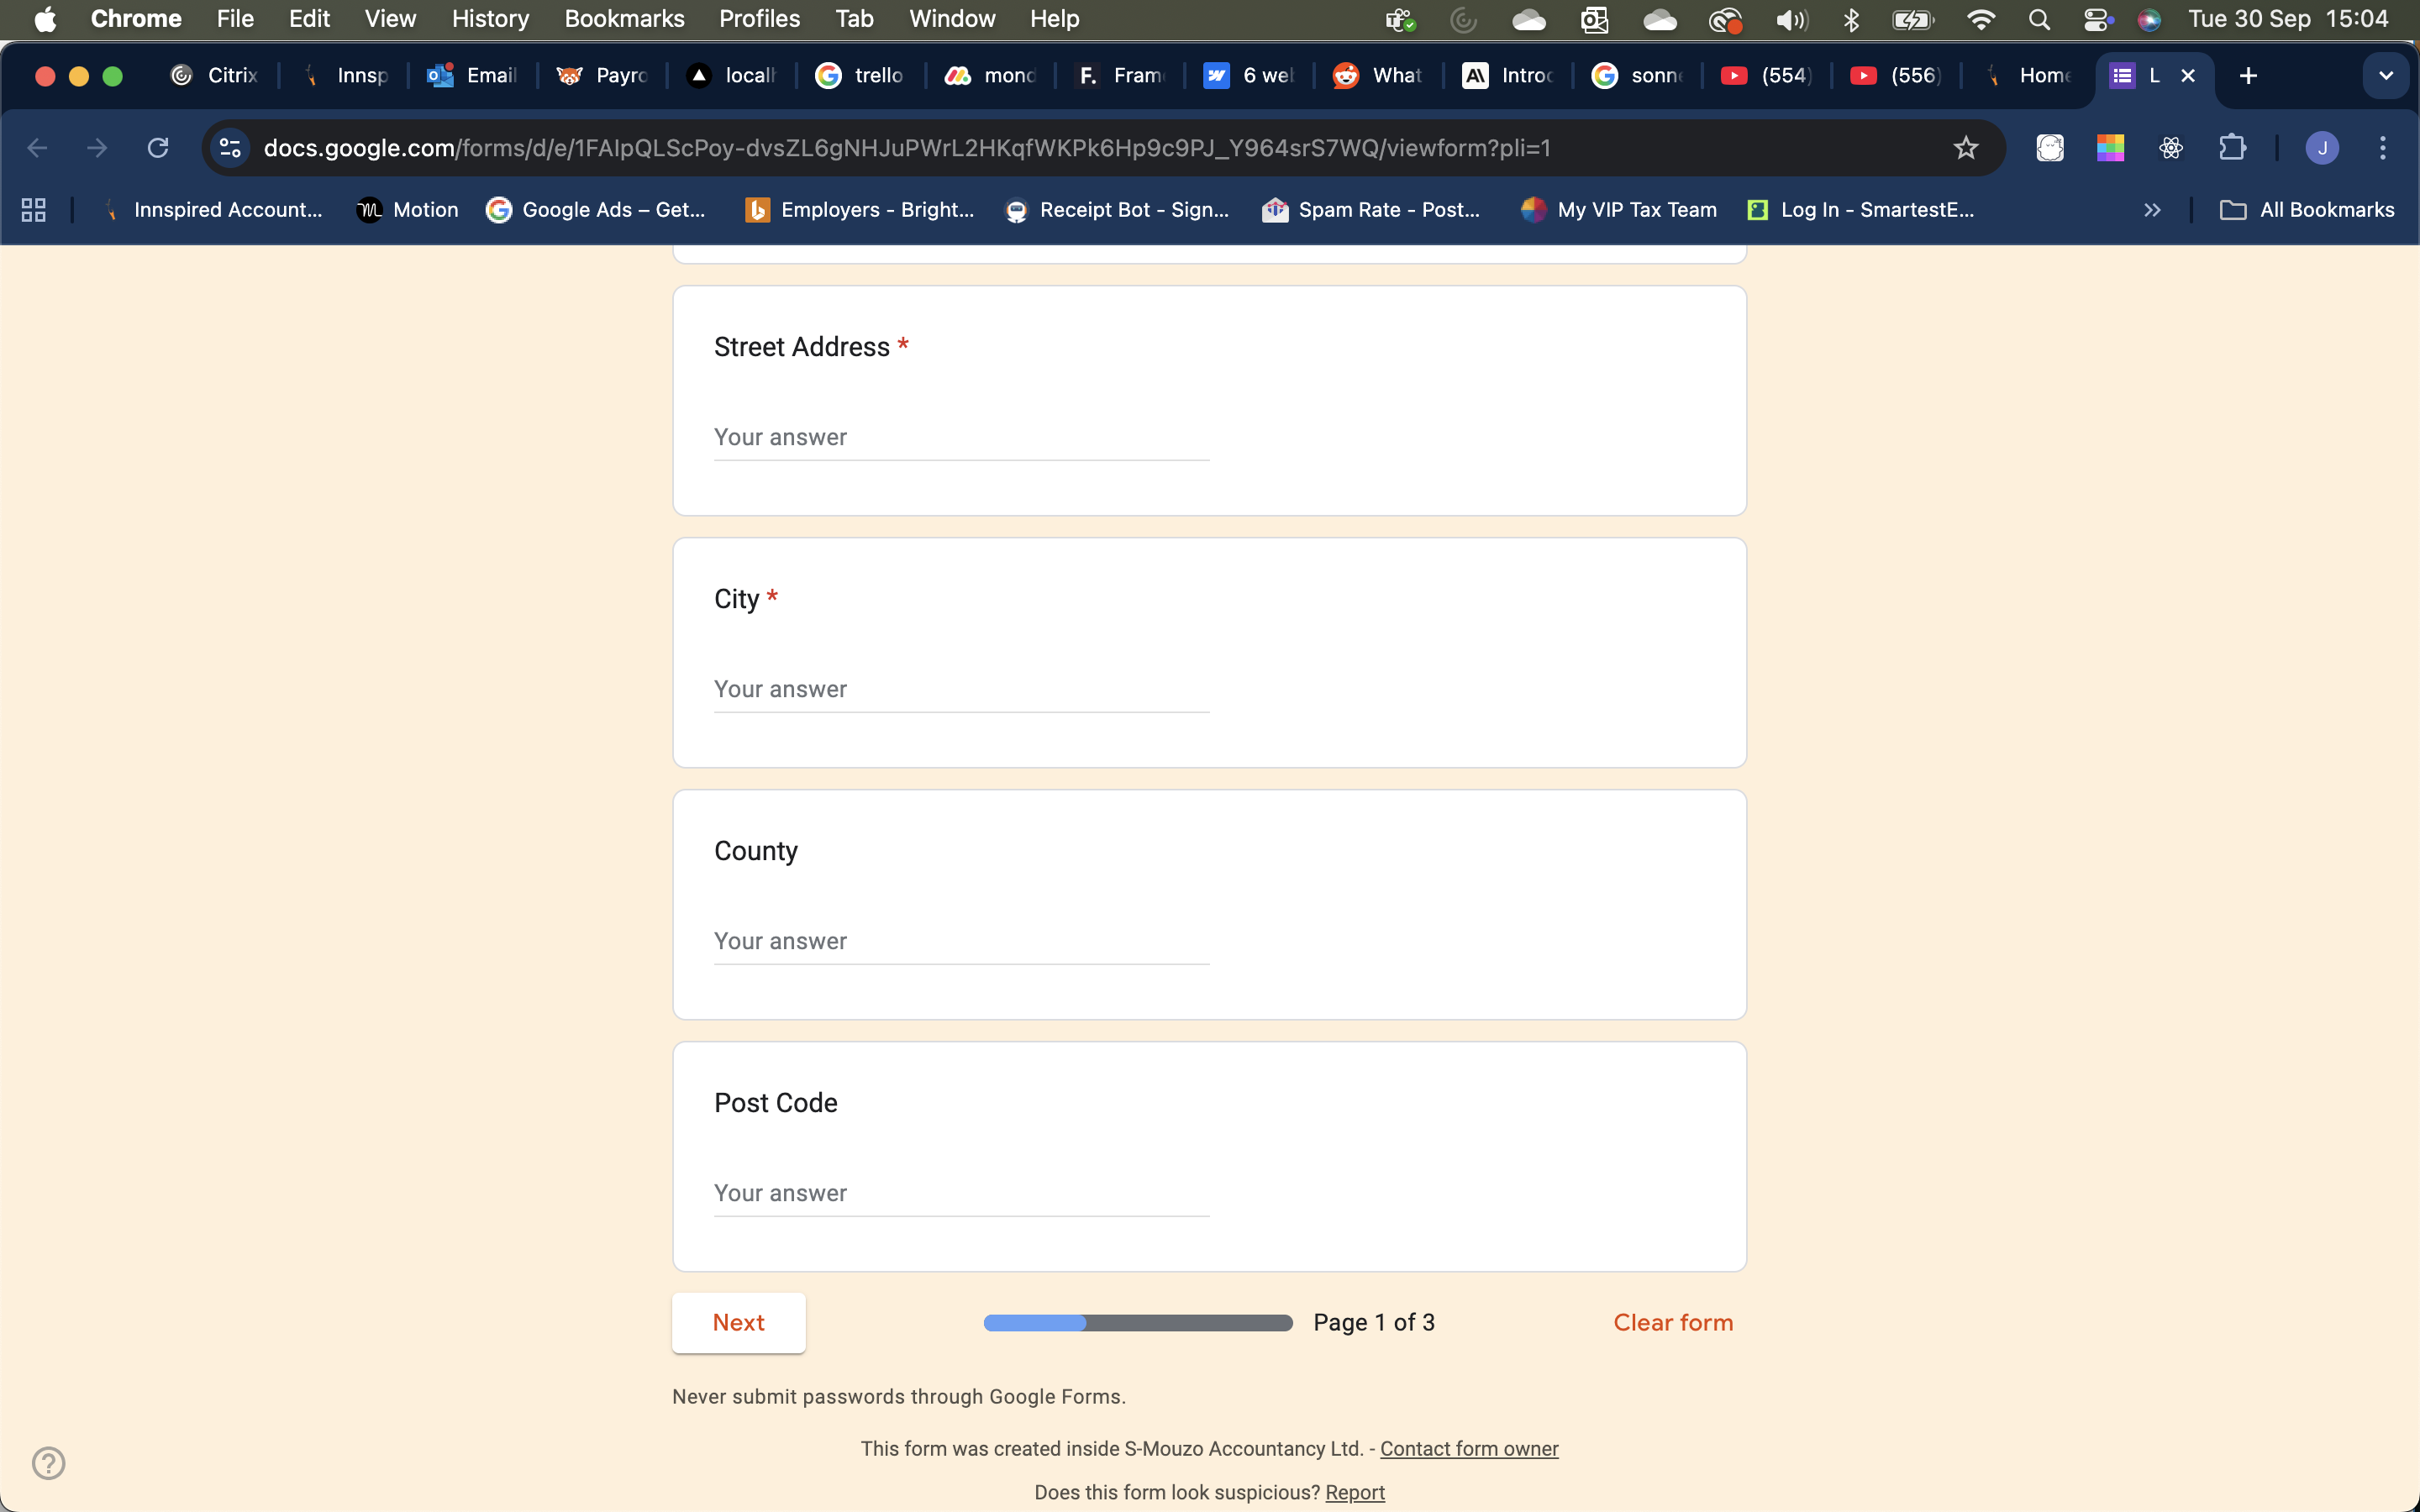 Chrome File Edit View History Bookmarks Profiles Tab Window Help Tue 30 Sep 15:04
Citrix Innsp Email Payro localh trello mond F. Fram 6 wel What Introd sonne (554) (556) Home L
docs.google.com/forms/d/e/1FAIpQLScPoy-dvsZL6gNHJuPWrL2HKqfWKPk6Hp9c9PJ_Y964srS7WQ/viewform?pli=1 J
Innspired Account... Motion Google Ads – Get... Employers - Bright... Receipt Bot - Sign... Spam Rate - Post... My VIP Tax Team Log In - SmartestE... All Bookmarks
Street Address *
Your answer
City *
Your answer
County
Your answer
Post Code
Your answer
Next Page 1 of 3 Clear form
Never submit passwords through Google Forms.
This form was created inside S-Mouzo Accountancy Ltd. - Contact form owner
Does this form look suspicious? Report